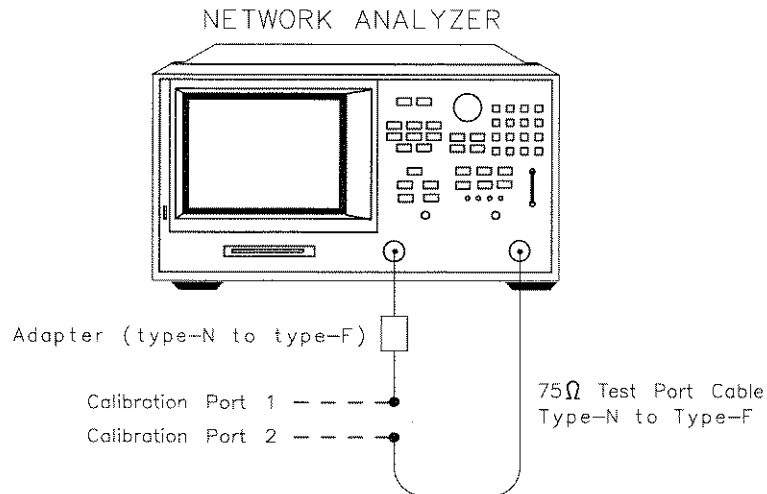 NETWORK ANALYZER
Adapter (type-N to type-F)
Calibration Port 1
Calibration Port 2
75Ω Test Port Cable
Type-N to Type-F